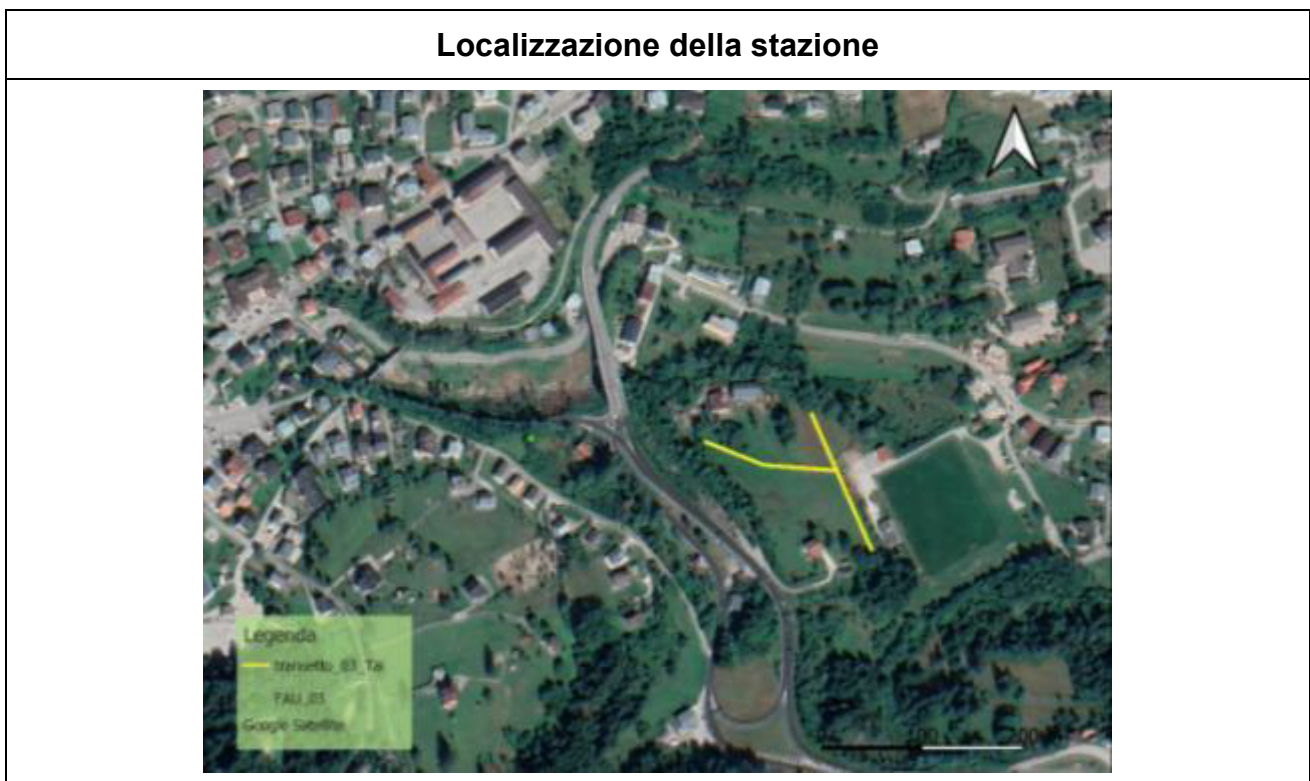 Localizzazione della stazione
Legenda
transetto_03_Tai
FAU_03
Google Satellite
100
200